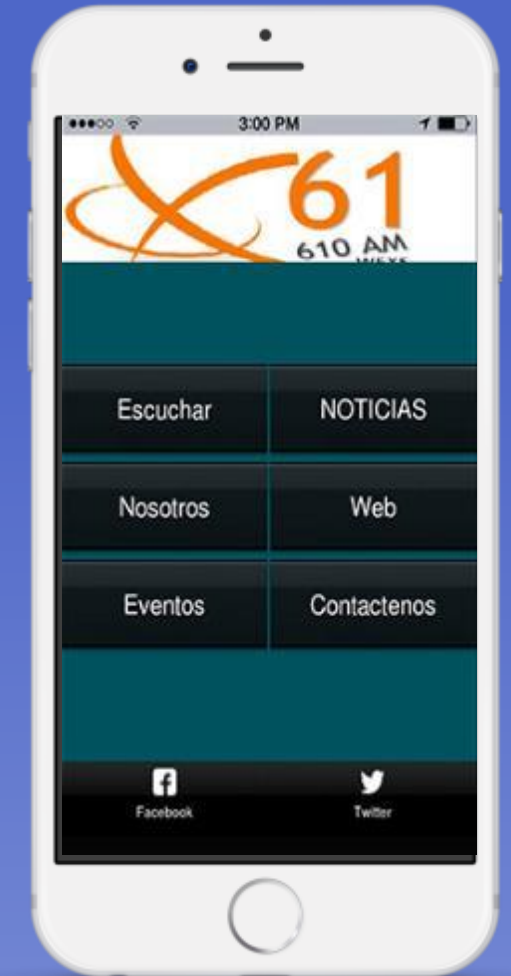 3:00 PM
61
610 AM
Escuchar NOTICIAS
Nosotros Web
Eventos Contactenos
Facebook Twitter